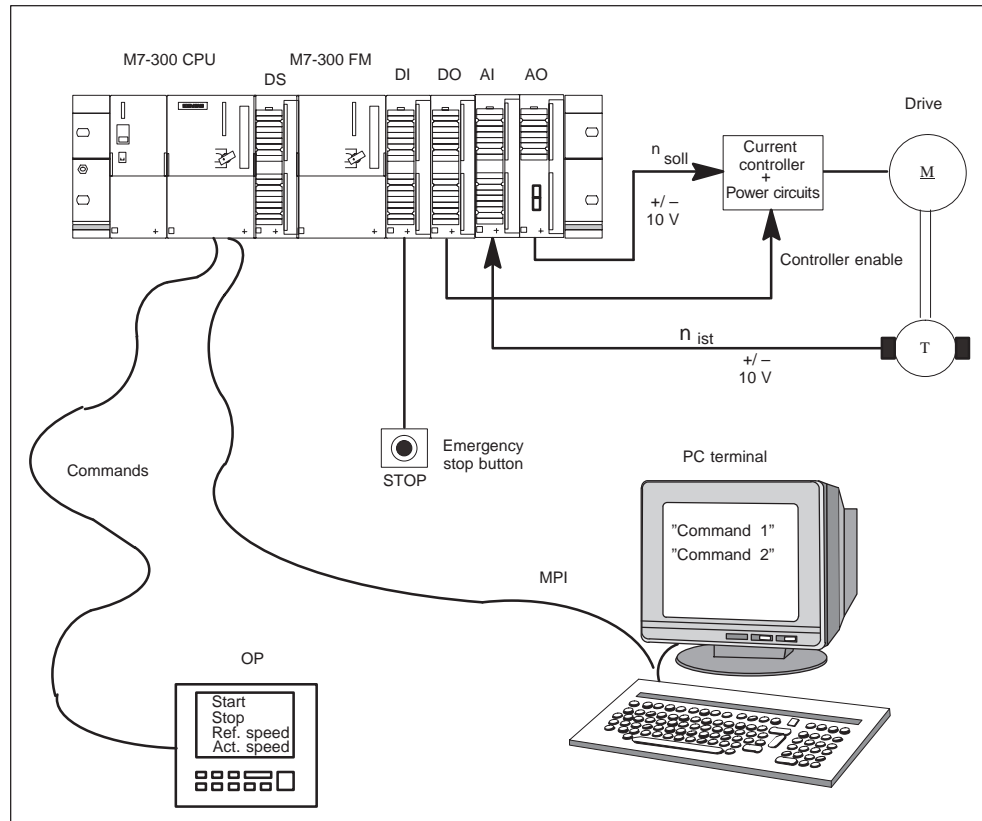 M7-300 CPU
M7-300 FM
DS
DI
DO
AI
AO
Drive
n soll
+/ –
10 V
Current
controller
+
Power circuits
M
Controller enable
n ist
+/ –
10 V
T
Emergency
stop button
STOP
Commands
PC terminal
”Command 1”
”Command 2”
MPI
OP
Start
Stop
Ref. speed
Act. speed